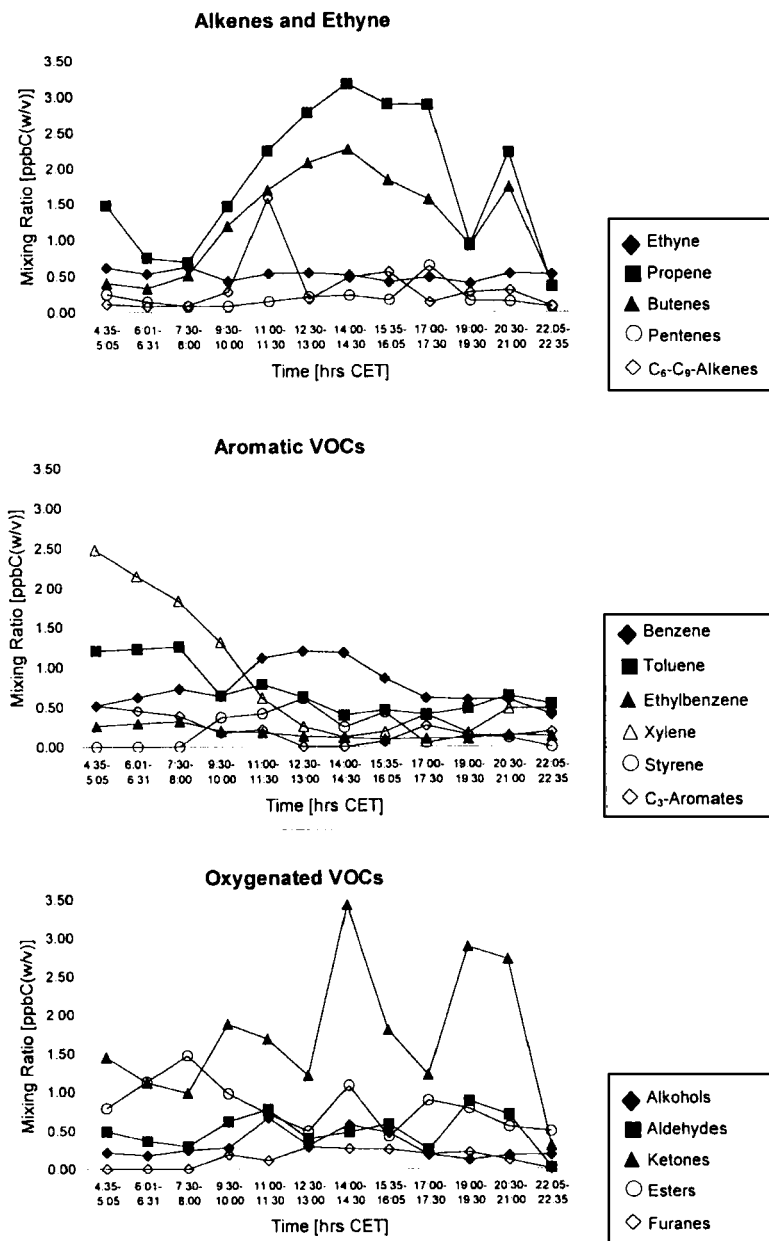 Alkenes and Ethyne
Mixing Ratio [ppbC(w/v)]
3.50
3.00
2.50
2.00
1.50
1.00
0.50
0.00
4.35- 6.01- 7 30- 9.30- 11.00- 12 30- 14 00- 15 35- 17 00- 19 00- 20 30- 22.05-
5 05 6 31 8:00 10 00 11 30 13 00 14 30 16 05 17 30 19 30 21 00 22 35
Time [hrs CET]
Ethyne
Propene
Butenes
Pentenes
C₆-C₉-Alkenes
Aromatic VOCs
Mixing Ratio [ppbC(w/v)]
3 50
3.00
2.50
2 00
1.50
1.00
0.50
0.00
4 35- 6.01- 7:30- 9.30- 11 00- 12 30- 14 00- 15.35- 17 00- 19 00- 20 30- 22.05-
5 05 6 31 8 00 10 00 11 30 13 00 14 30 16 05 17 30 19 30 21 00 22 35
Time [hrs CET]
Benzene
Toluene
Ethylbenzene
Xylene
Styrene
C₃-Aromates
Oxygenated VOCs
Mixing Ratio [ppbC(w/v)]
3.50
3.00
2.50
2.00
1.50
1.00
0.50
0.00
4.35- 6 01- 7 30- 9 30- 11 00- 12 30- 14 00- 15.35- 17 00- 19 00- 20 30- 22.05-
5 05 6 31 8 00 10 00 11 30 13 00 14 30 16 05 17 30 19 30 21 00 22 35
Time [hrs CET]
Alkohols
Aldehydes
Ketones
Esters
Furanes